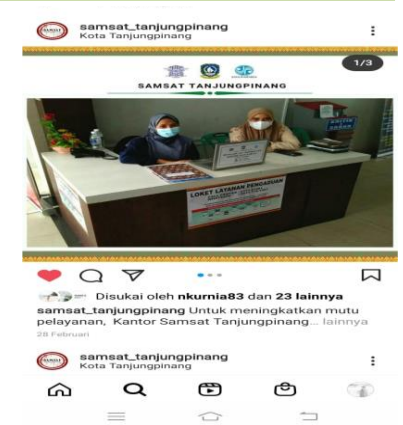 samsat_tanjungpinang
Kota Tanjungpinang
1/3
SAMSAT TANJUNGPINANG
LOKET LAYANAN PENGADUAN
Disukai oleh nkurnia83 dan 23 lainnya
samsat_tanjungpinang Untuk meningkatkan mutu
pelayanan, Kantor Samsat Tanjungpinang... lainnya
28 Februari
samsat_tanjungpinang
Kota Tanjungpinang